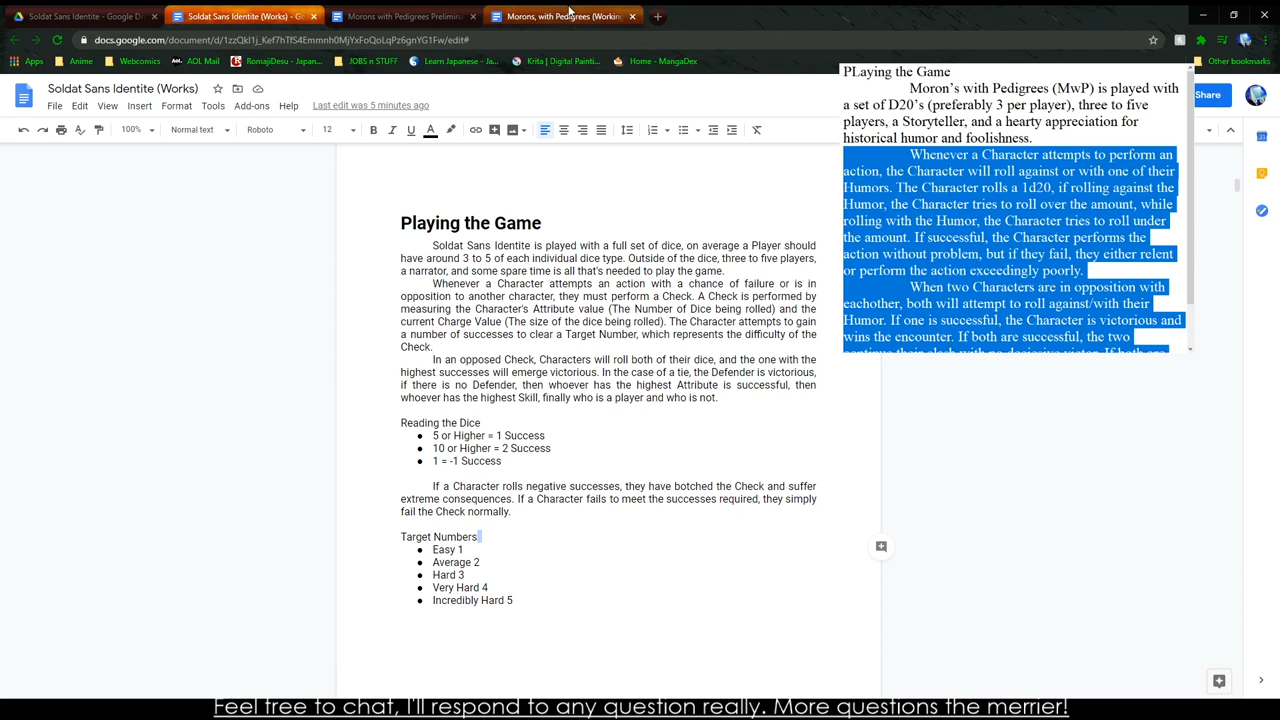 Soldat Sans Identite - Google Dr
Soldat Sans Identite (Works) - Go
Morons with Pedigrees Prelimin
Morons, with Pedigrees (Working
docs.google.com/document/d/1zzQkl1j_Kef7hTfS4Emmnh0MjYxFoQoLqPz6gnYG1Fw/edit#
Apps
Anime
Webcomics
AOL Mail
RomajiDesu - Japan...
JOBS n STUFF
Learn Japanese - Ja...
Krita | Digital Painti...
Home - MangaDex
Other bookmarks
Soldat Sans Identite (Works)
File Edit View Insert Format Tools Add-ons Help Last edit was 5 minutes ago
Share
100% Normal text Roboto 12
Playing the Game
Soldat Sans Identite is played with a full set of dice, on average a Player should
have around 3 to 5 of each individual dice type. Outside of the dice, three to five players,
a narrator, and some spare time is all that's needed to play the game.
Whenever a Character attempts an action with a chance of failure or is in
opposition to another character, they must perform a Check. A Check is performed by
measuring the Character's Attribute value (The Number of Dice being rolled) and the
current Charge Value (The size of the dice being rolled). The Character attempts to gain
a number of successes to clear a Target Number, which represents the difficulty of the
Check.
In an opposed Check, Characters will roll both of their dice, and the one with the
highest successes will emerge victorious. In the case of a tie, the Defender is victorious,
if there is no Defender, then whoever has the highest Attribute is successful, then
whoever has the highest Skill, finally who is a player and who is not.
Reading the Dice
● 5 or Higher = 1 Success
● 10 or Higher = 2 Success
● 1 = -1 Success
If a Character rolls negative successes, they have botched the Check and suffer
extreme consequences. If a Character fails to meet the successes required, they simply
fail the Check normally.
Target Numbers
● Easy 1
● Average 2
● Hard 3
● Very Hard 4
● Incredibly Hard 5
PLaying the Game
Moron's with Pedigrees (MwP) is played with
a set of D20's (preferably 3 per player), three to five
players, a Storyteller, and a hearty appreciation for
historical humor and foolishness.
Whenever a Character attempts to perform an
action, the Character will roll against or with one of their
Humors. The Character rolls a 1d20, if rolling against the
Humor, the Character tries to roll over the amount, while
rolling with the Humor, the Character tries to roll under
the amount. If successful, the Character performs the
action without problem, but if they fail, they either relent
or perform the action exceedingly poorly.
When two Characters are in opposition with
eachother, both will attempt to roll against/with their
Humor. If one is successful, the Character is victorious and
wins the encounter. If both are successful, the two
continue their clash with no decisive victor. If both are
Feel free to chat, I'll respond to any question really. More questions the merrier!